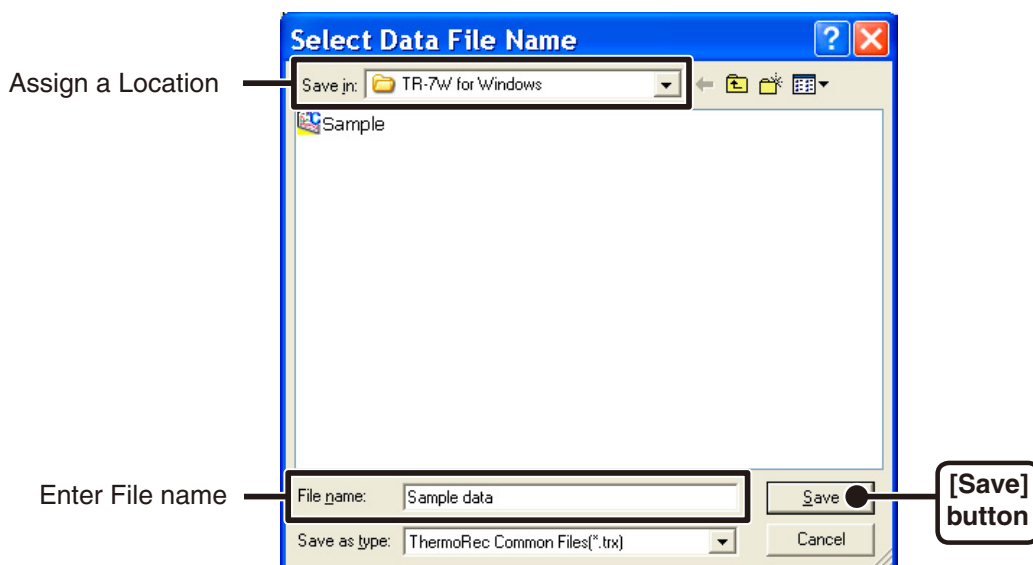 Select Data File Name
Assign a Location
Save in: TR-7W for Windows
Sample
Enter File name
File name: Sample data
Save
[Save]
button
Save as type: ThermoRec Common Files(*.trx)
Cancel